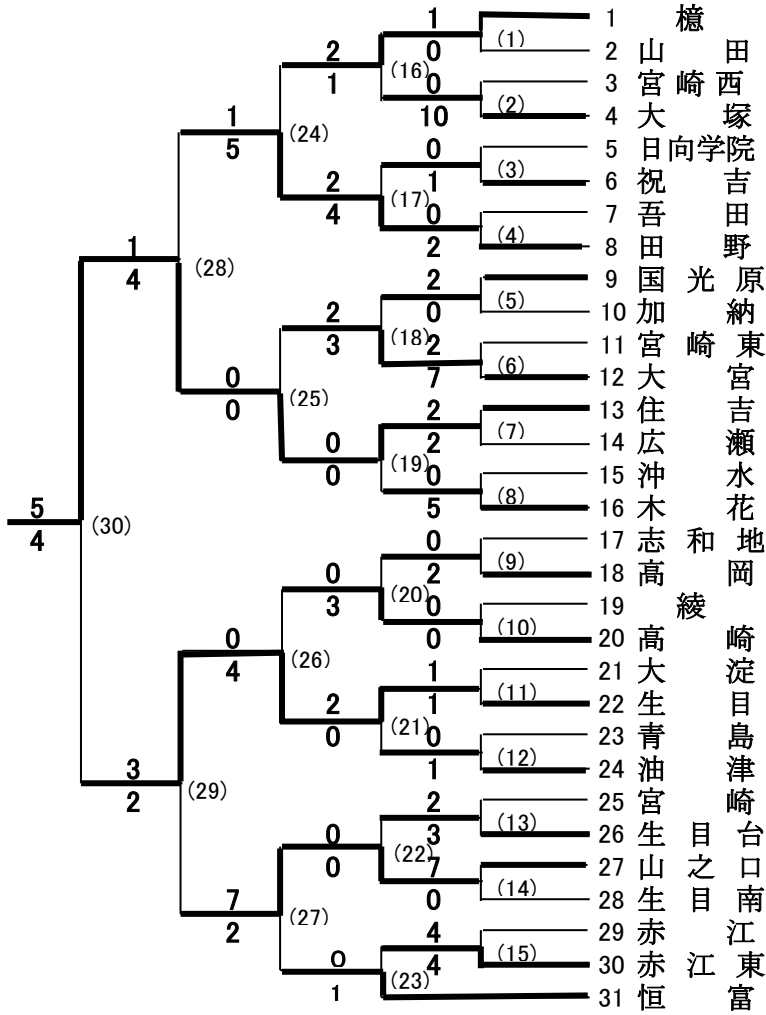 1 1 檍
(1)
2 0 2 山田
(16)
1 0 3 宮崎西
(2)
1 10 4 大塚
(24)
5 0 5 日向学院
(3)
2 1 6 祝吉
(17)
4 0 7 吾田
(4)
2 8 田野
1 2 9 国光原
(28) (5)
4 2 0 10 加納
(18)
3 2 11 宮崎東
(6)
0 7 12 大宮
(25)
0 2 13 住吉
(7)
0 2 14 広瀬
(19)
0 0 15 沖水
(8)
5 5 16 木花
(30)
4 0 17 志和地
(9)
0 2 18 高岡
(20)
3 0 19 綾
(10)
0 0 20 高崎
(26)
4 1 21 大淀
(11)
2 1 22 生目
(21)
0 0 23 青島
(12)
3 1 24 油津
(29)
2 2 25 宮崎
(13)
0 3 26 生目台
(22)
0 7 27 山之口
(14)
7 0 28 生目南
(27)
2 4 29 赤江
(15)
0 4 30 赤江東
(23)
1 31 恒富